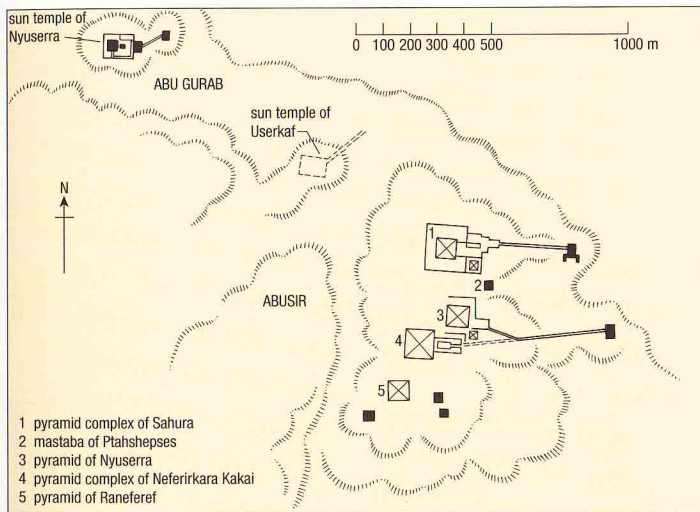 sun temple of
Nyuserra
0 100 200 300 400 500 1000 m
ABU GURAB
sun temple of
Userkaf
N
1
2
ABUSIR
3
4
5
1 pyramid complex of Sahura
2 mastaba of Ptahshepses
3 pyramid of Nyuserra
4 pyramid complex of Neferirkara Kakai
5 pyramid of Raneferef